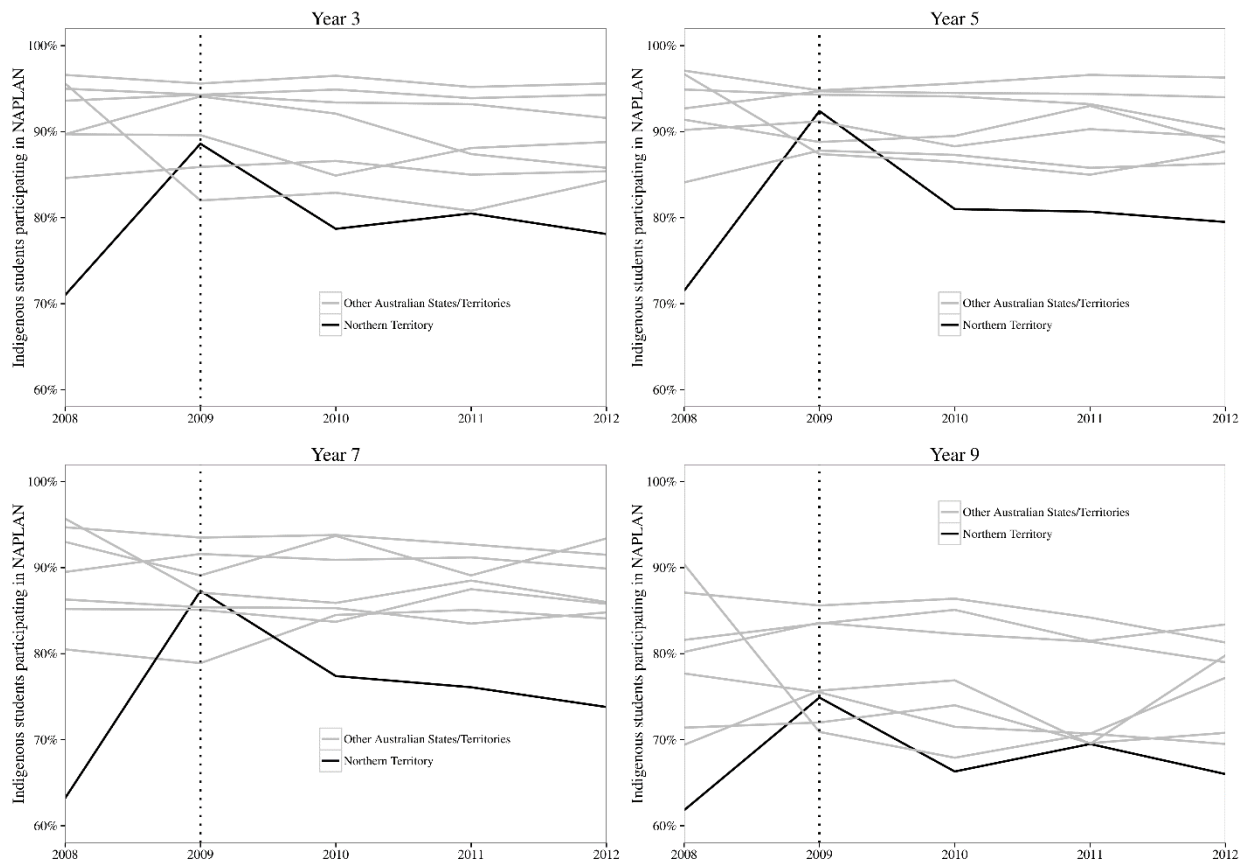 Year 3
Indigenous students participating in NAPLAN
100%
90%
80%
70%
60%
Other Australian States/Territories
Northern Territory
2008 2009 2010 2011 2012
Year 5
Indigenous students participating in NAPLAN
100%
90%
80%
70%
60%
Other Australian States/Territories
Northern Territory
2008 2009 2010 2011 2012
Year 7
Indigenous students participating in NAPLAN
100%
90%
80%
70%
60%
Other Australian States/Territories
Northern Territory
2008 2009 2010 2011 2012
Year 9
Indigenous students participating in NAPLAN
100%
90%
80%
70%
60%
Other Australian States/Territories
Northern Territory
2008 2009 2010 2011 2012